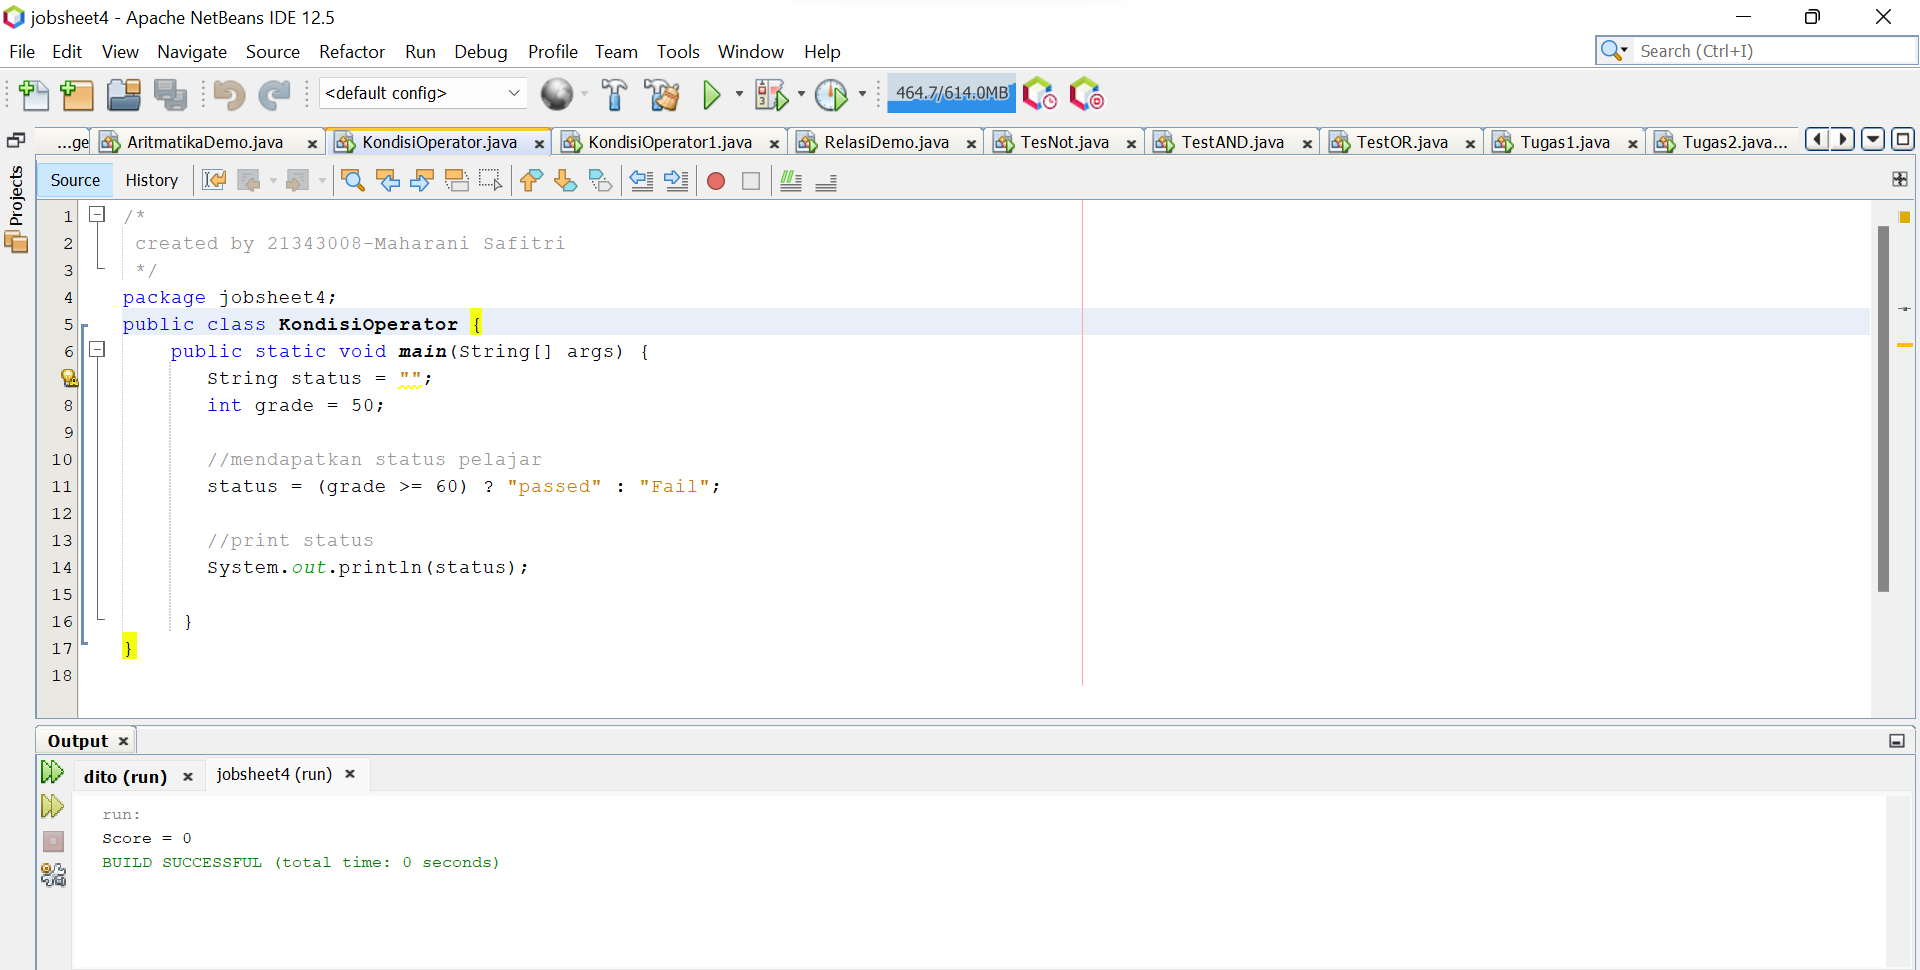 jobsheet4 - Apache NetBeans IDE 12.5
File Edit View Navigate Source Refactor Run Debug Profile Team Tools Window Help
Search (Ctrl+I)
<default config>
464.7/614.0MB
...ge AritmatikaDemo.java KondisiOperator.java KondisiOperator1.java RelasiDemo.java TesNot.java TestAND.java TestOR.java Tugas1.java Tugas2.java...
Projects
Source History
1 /*
2 created by 21343008-Maharani Safitri
3 */
4 package jobsheet4;
5 public class KondisiOperator {
6 public static void main(String[] args) {
String status = "";
8 int grade = 50;
9
10 //mendapatkan status pelajar
11 status = (grade >= 60) ? "passed" : "Fail";
12
13 //print status
14 System.out.println(status);
15
16 }
17 }
18
Output
dito (run) jobsheet4 (run)
run:
Score = 0
BUILD SUCCESSFUL (total time: 0 seconds)